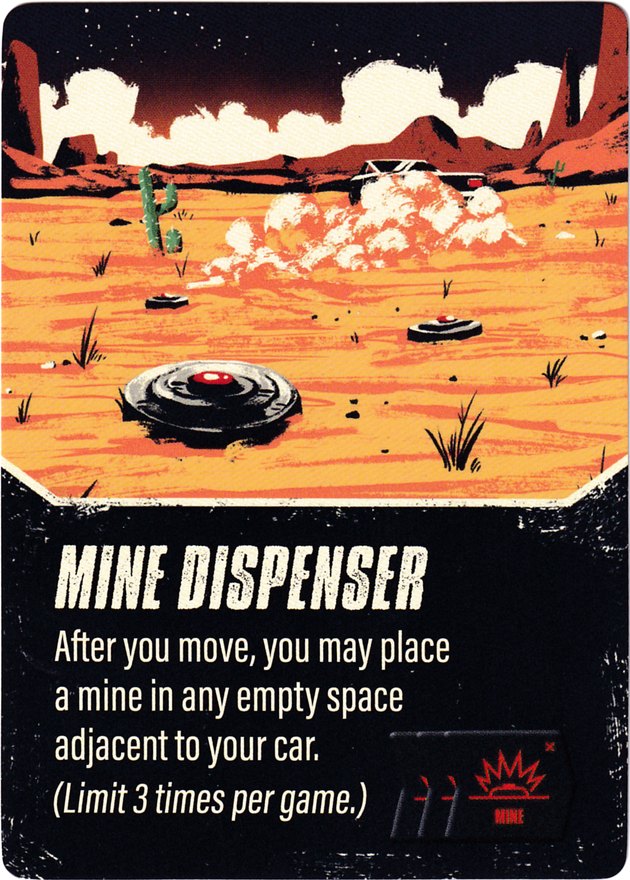 MINE DISPENSER
After you move, you may place
a mine in any empty space
adjacent to your car.
(Limit 3 times per game.)
MINE